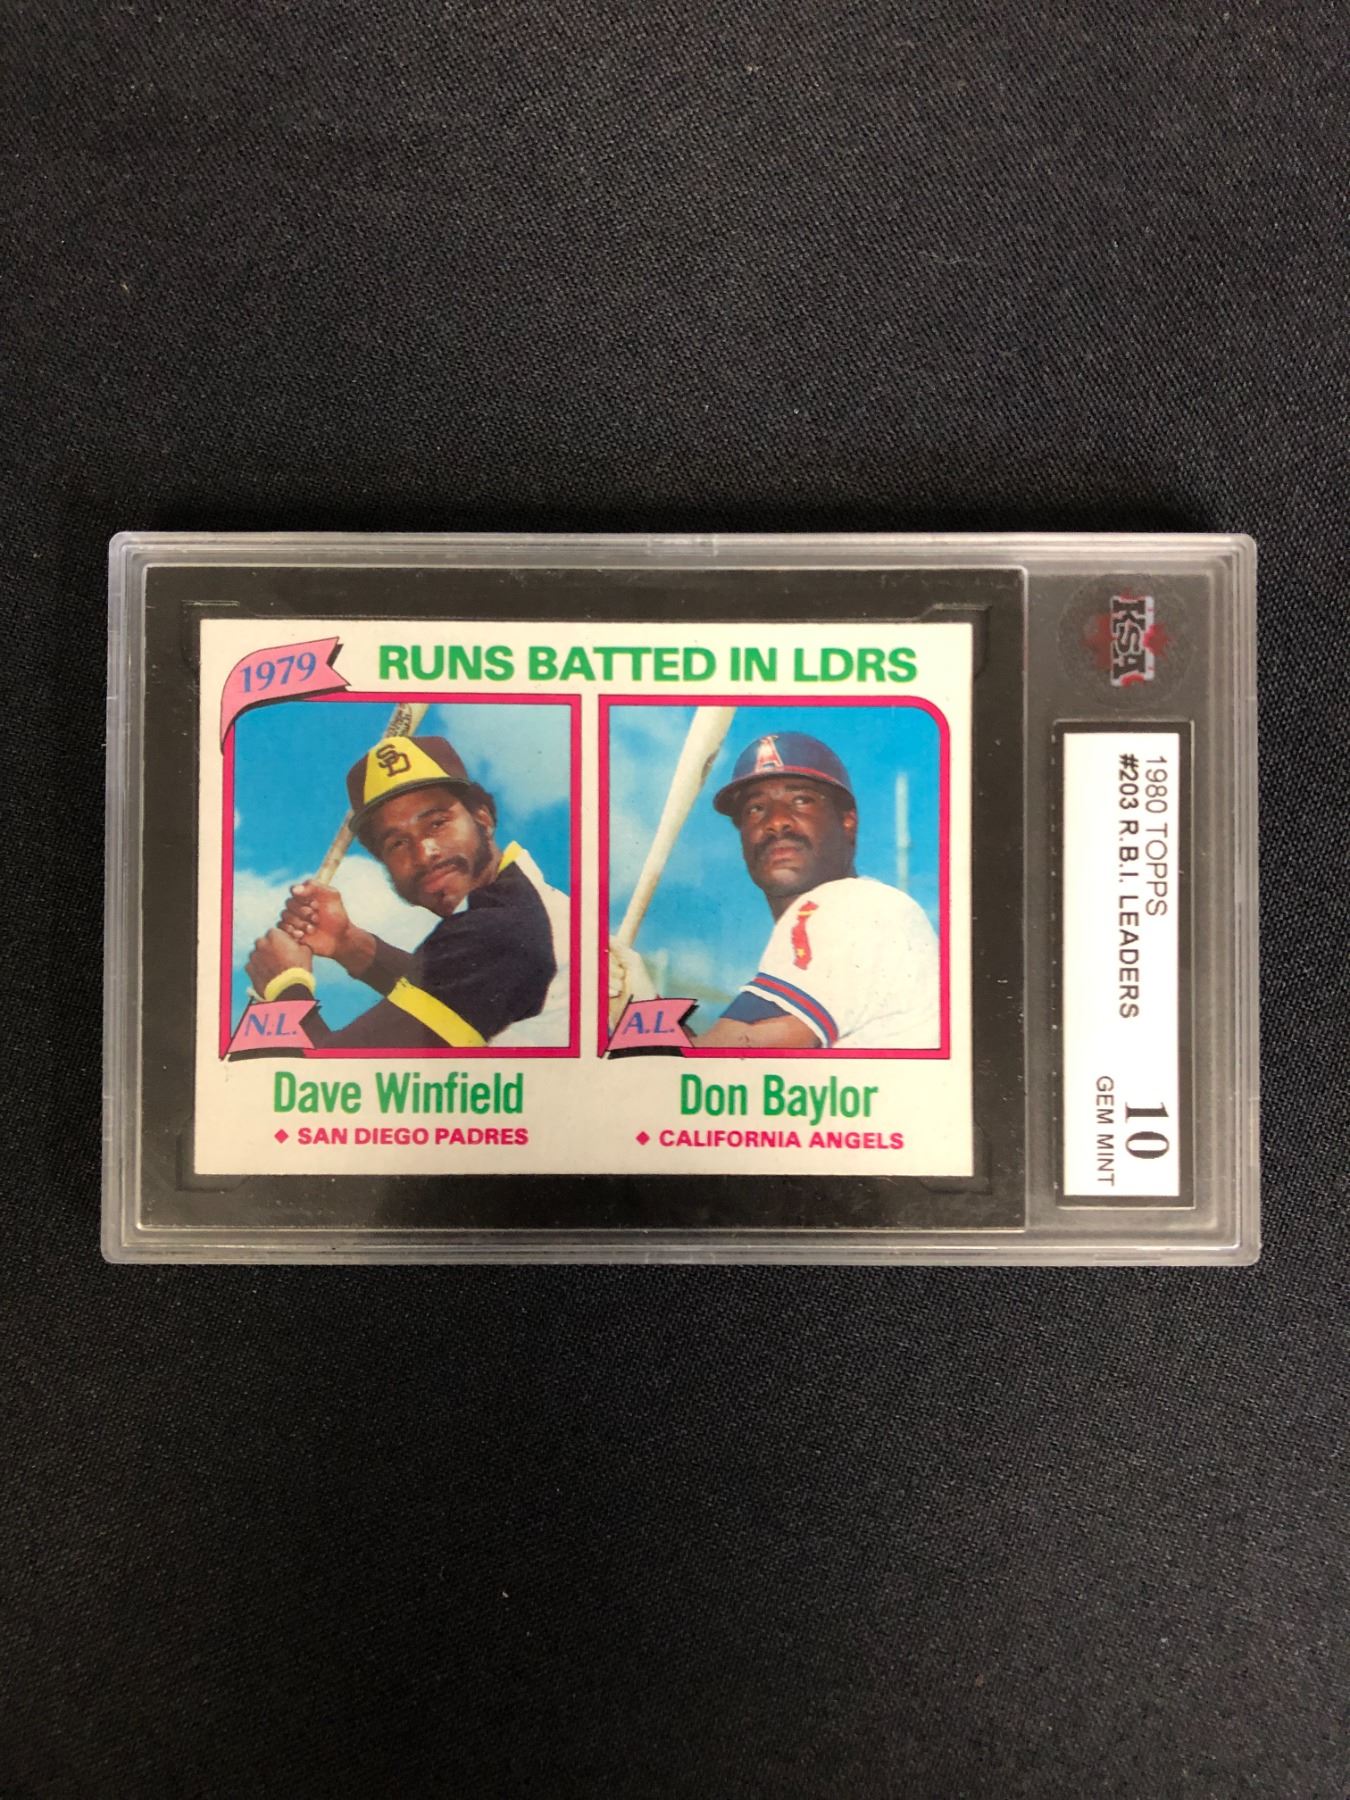 1979
RUNS BATTED IN LDRS
SD
A
N.L.
A.L.
Dave Winfield
Don Baylor
◆ SAN DIEGO PADRES
◆ CALIFORNIA ANGELS
KSA
1980 TOPPS
#203 R.B.I. LEADERS
10
GEM MINT